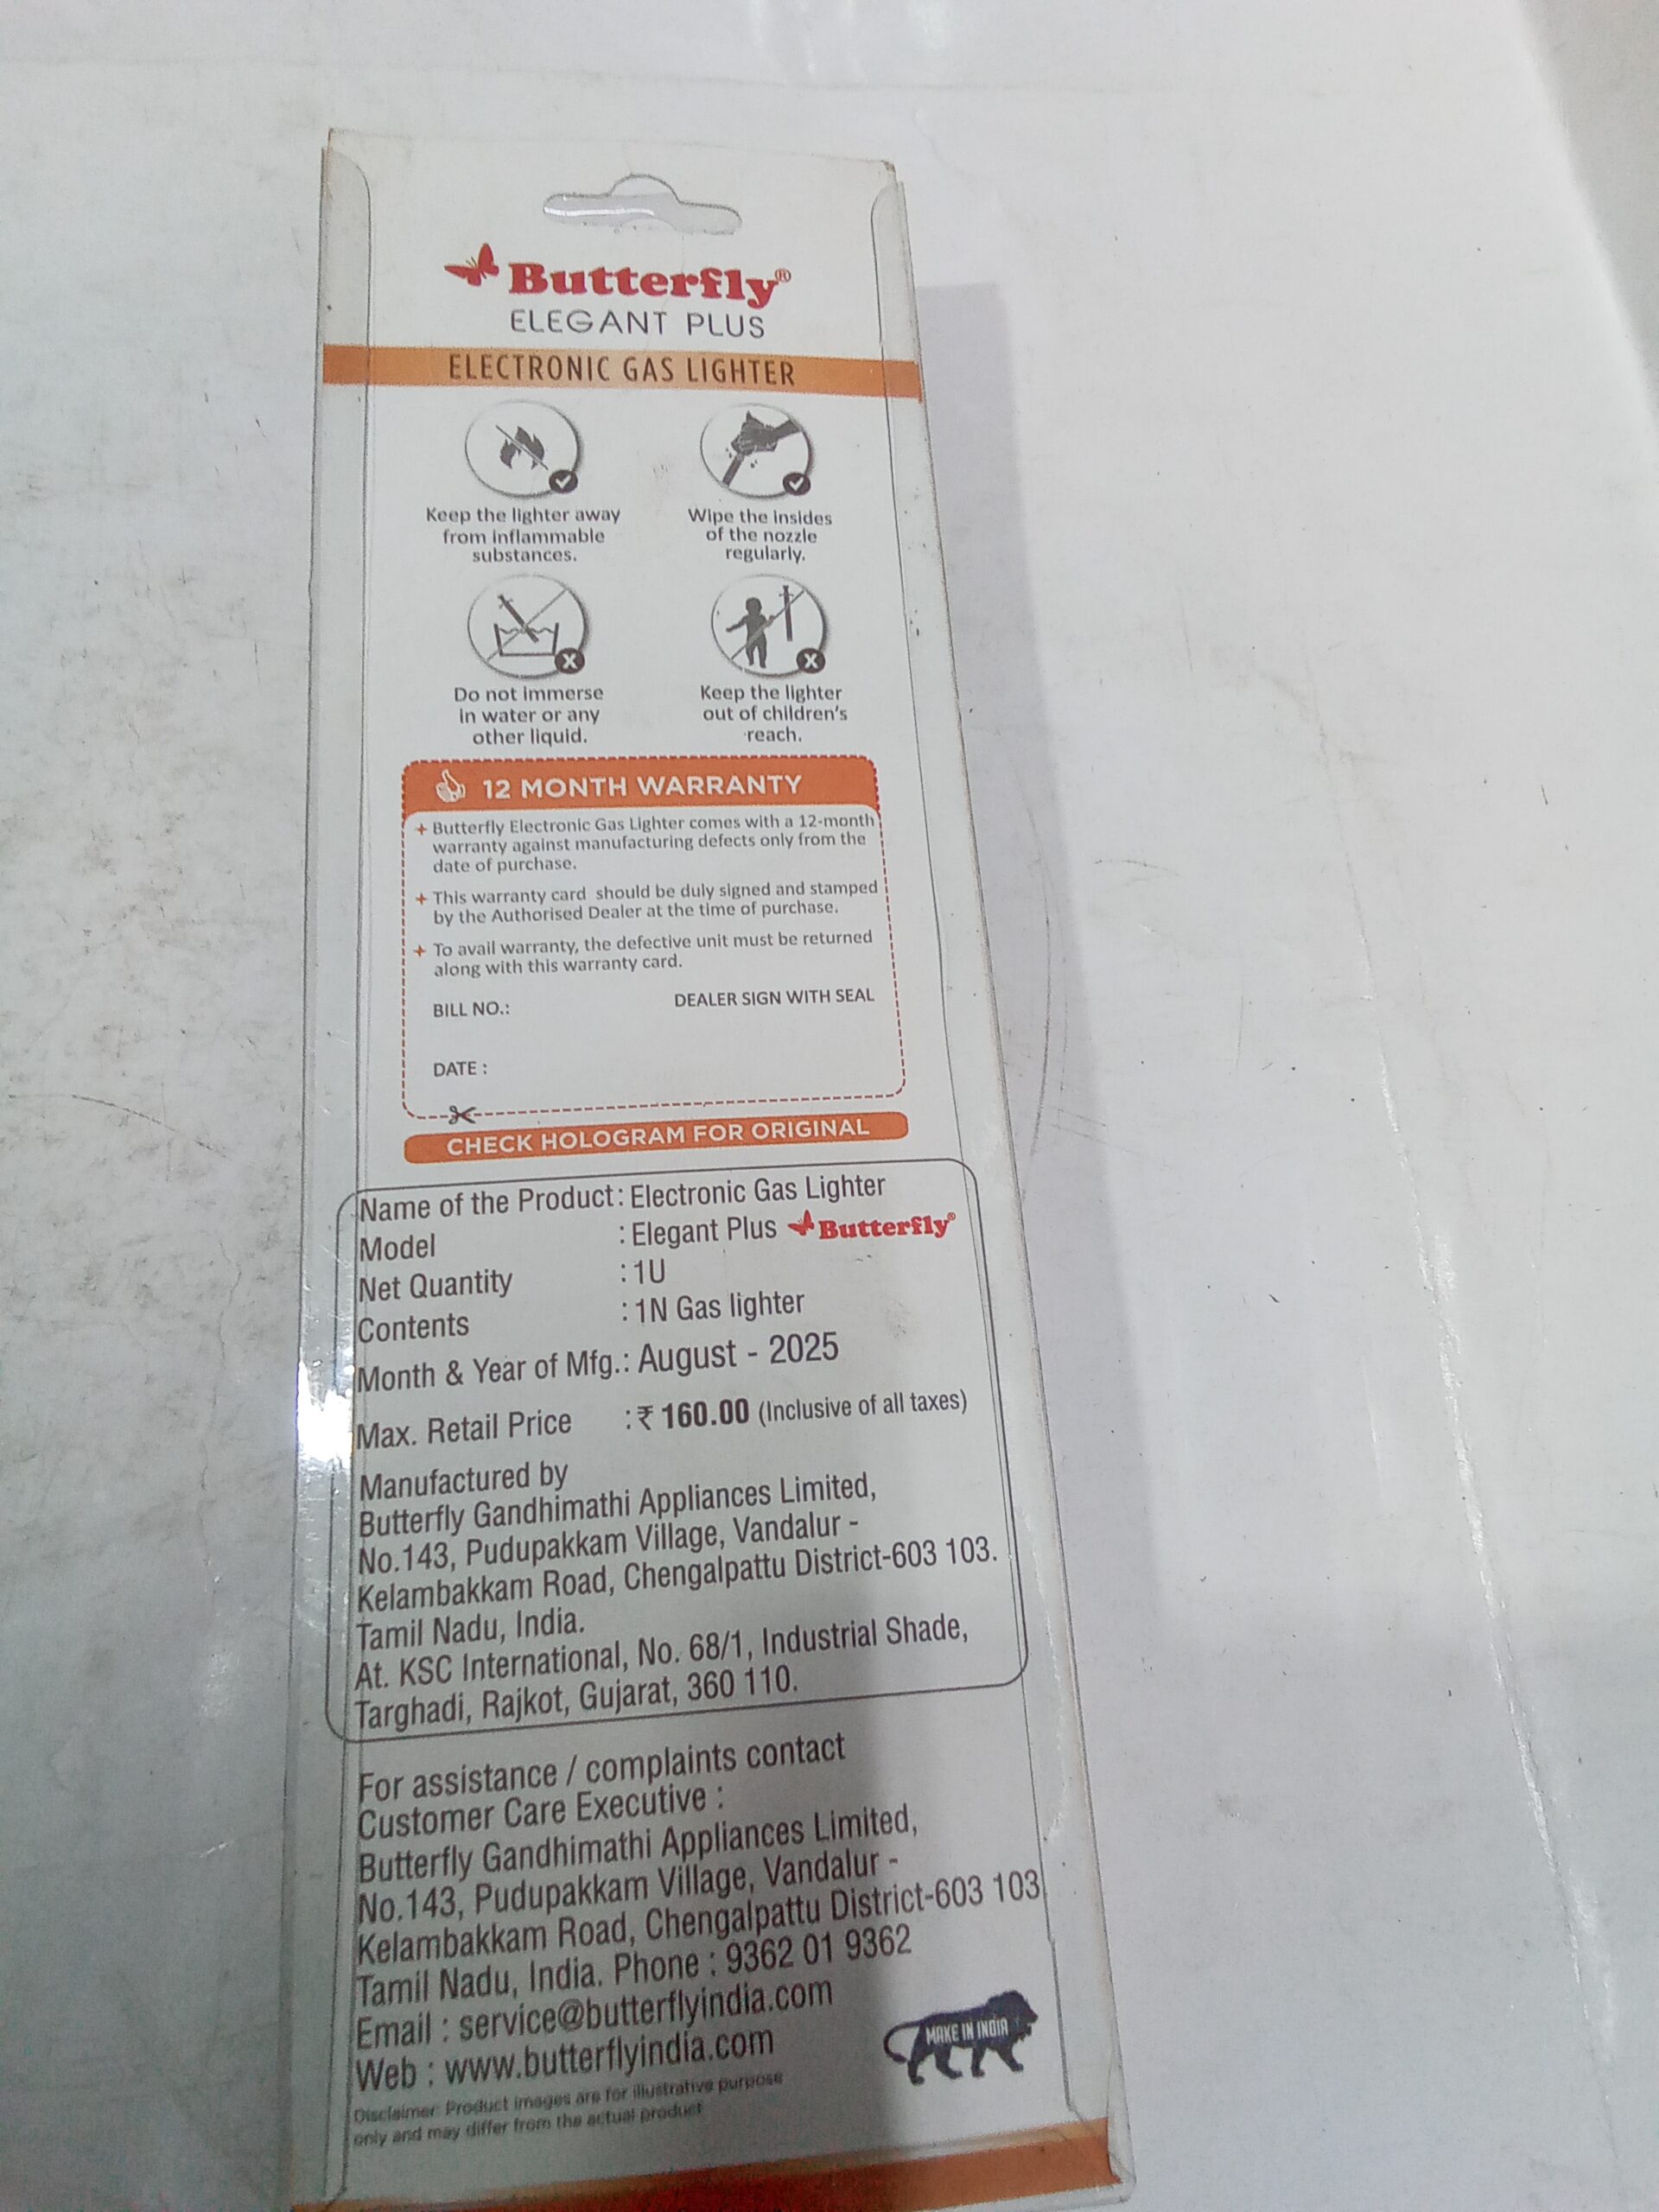 Butterfly®
ELEGANT PLUS
ELECTRONIC GAS LIGHTER
Keep the lighter away
from inflammable
substances.
Wipe the insides
of the nozzle
regularly.
Do not immerse
in water or any
other liquid.
Keep the lighter
out of children's
reach.
12 MONTH WARRANTY
+ Butterfly Electronic Gas Lighter comes with a 12-month
warranty against manufacturing defects only from the
date of purchase.
+ This warranty card should be duly signed and stamped
by the Authorised Dealer at the time of purchase.
+ To avail warranty, the defective unit must be returned
along with this warranty card.
BILL NO.: DEALER SIGN WITH SEAL
DATE :
CHECK HOLOGRAM FOR ORIGINAL
Name of the Product : Electronic Gas Lighter
Model : Elegant Plus Butterfly®
Net Quantity : 1U
Contents : 1N Gas lighter
Month & Year of Mfg.: August - 2025
Max. Retail Price : ₹ 160.00 (Inclusive of all taxes)
Manufactured by
Butterfly Gandhimathi Appliances Limited,
No.143, Pudupakkam Village, Vandalur -
Kelambakkam Road, Chengalpattu District-603 103.
Tamil Nadu, India.
At. KSC International, No. 68/1, Industrial Shade,
Targhadi, Rajkot, Gujarat, 360 110.
For assistance / complaints contact
Customer Care Executive :
Butterfly Gandhimathi Appliances Limited,
No.143, Pudupakkam Village, Vandalur -
Kelambakkam Road, Chengalpattu District-603 103
Tamil Nadu, India. Phone : 9362 01 9362
Email : service@butterflyindia.com
Web : www.butterflyindia.com
MAKE IN INDIA
Disclaimer: Product images are for illustrative purpose
only and may differ from the actual product